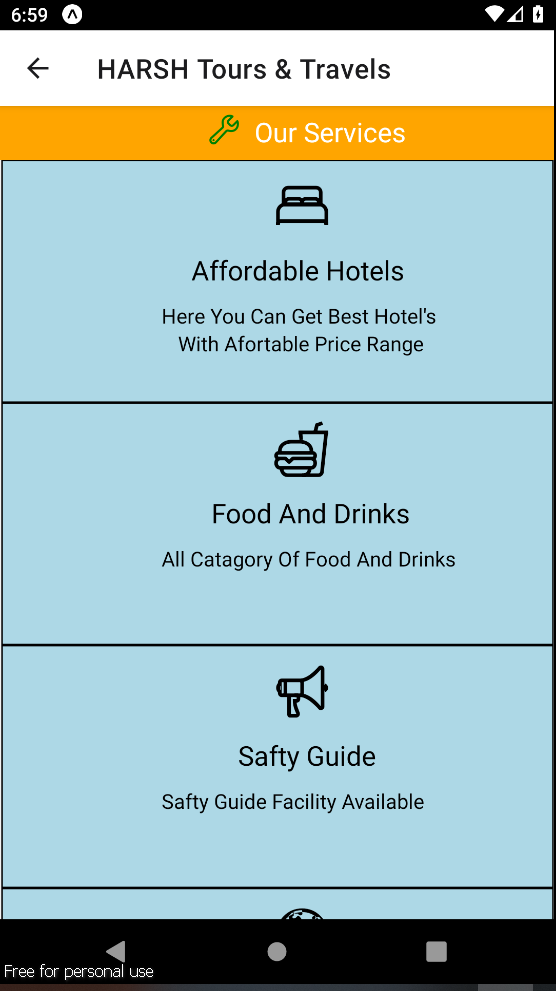 6:59
HARSH Tours & Travels
Our Services
Affordable Hotels
Here You Can Get Best Hotel's
With Afortable Price Range
Food And Drinks
All Catagory Of Food And Drinks
Safty Guide
Safty Guide Facility Available
Free for personal use